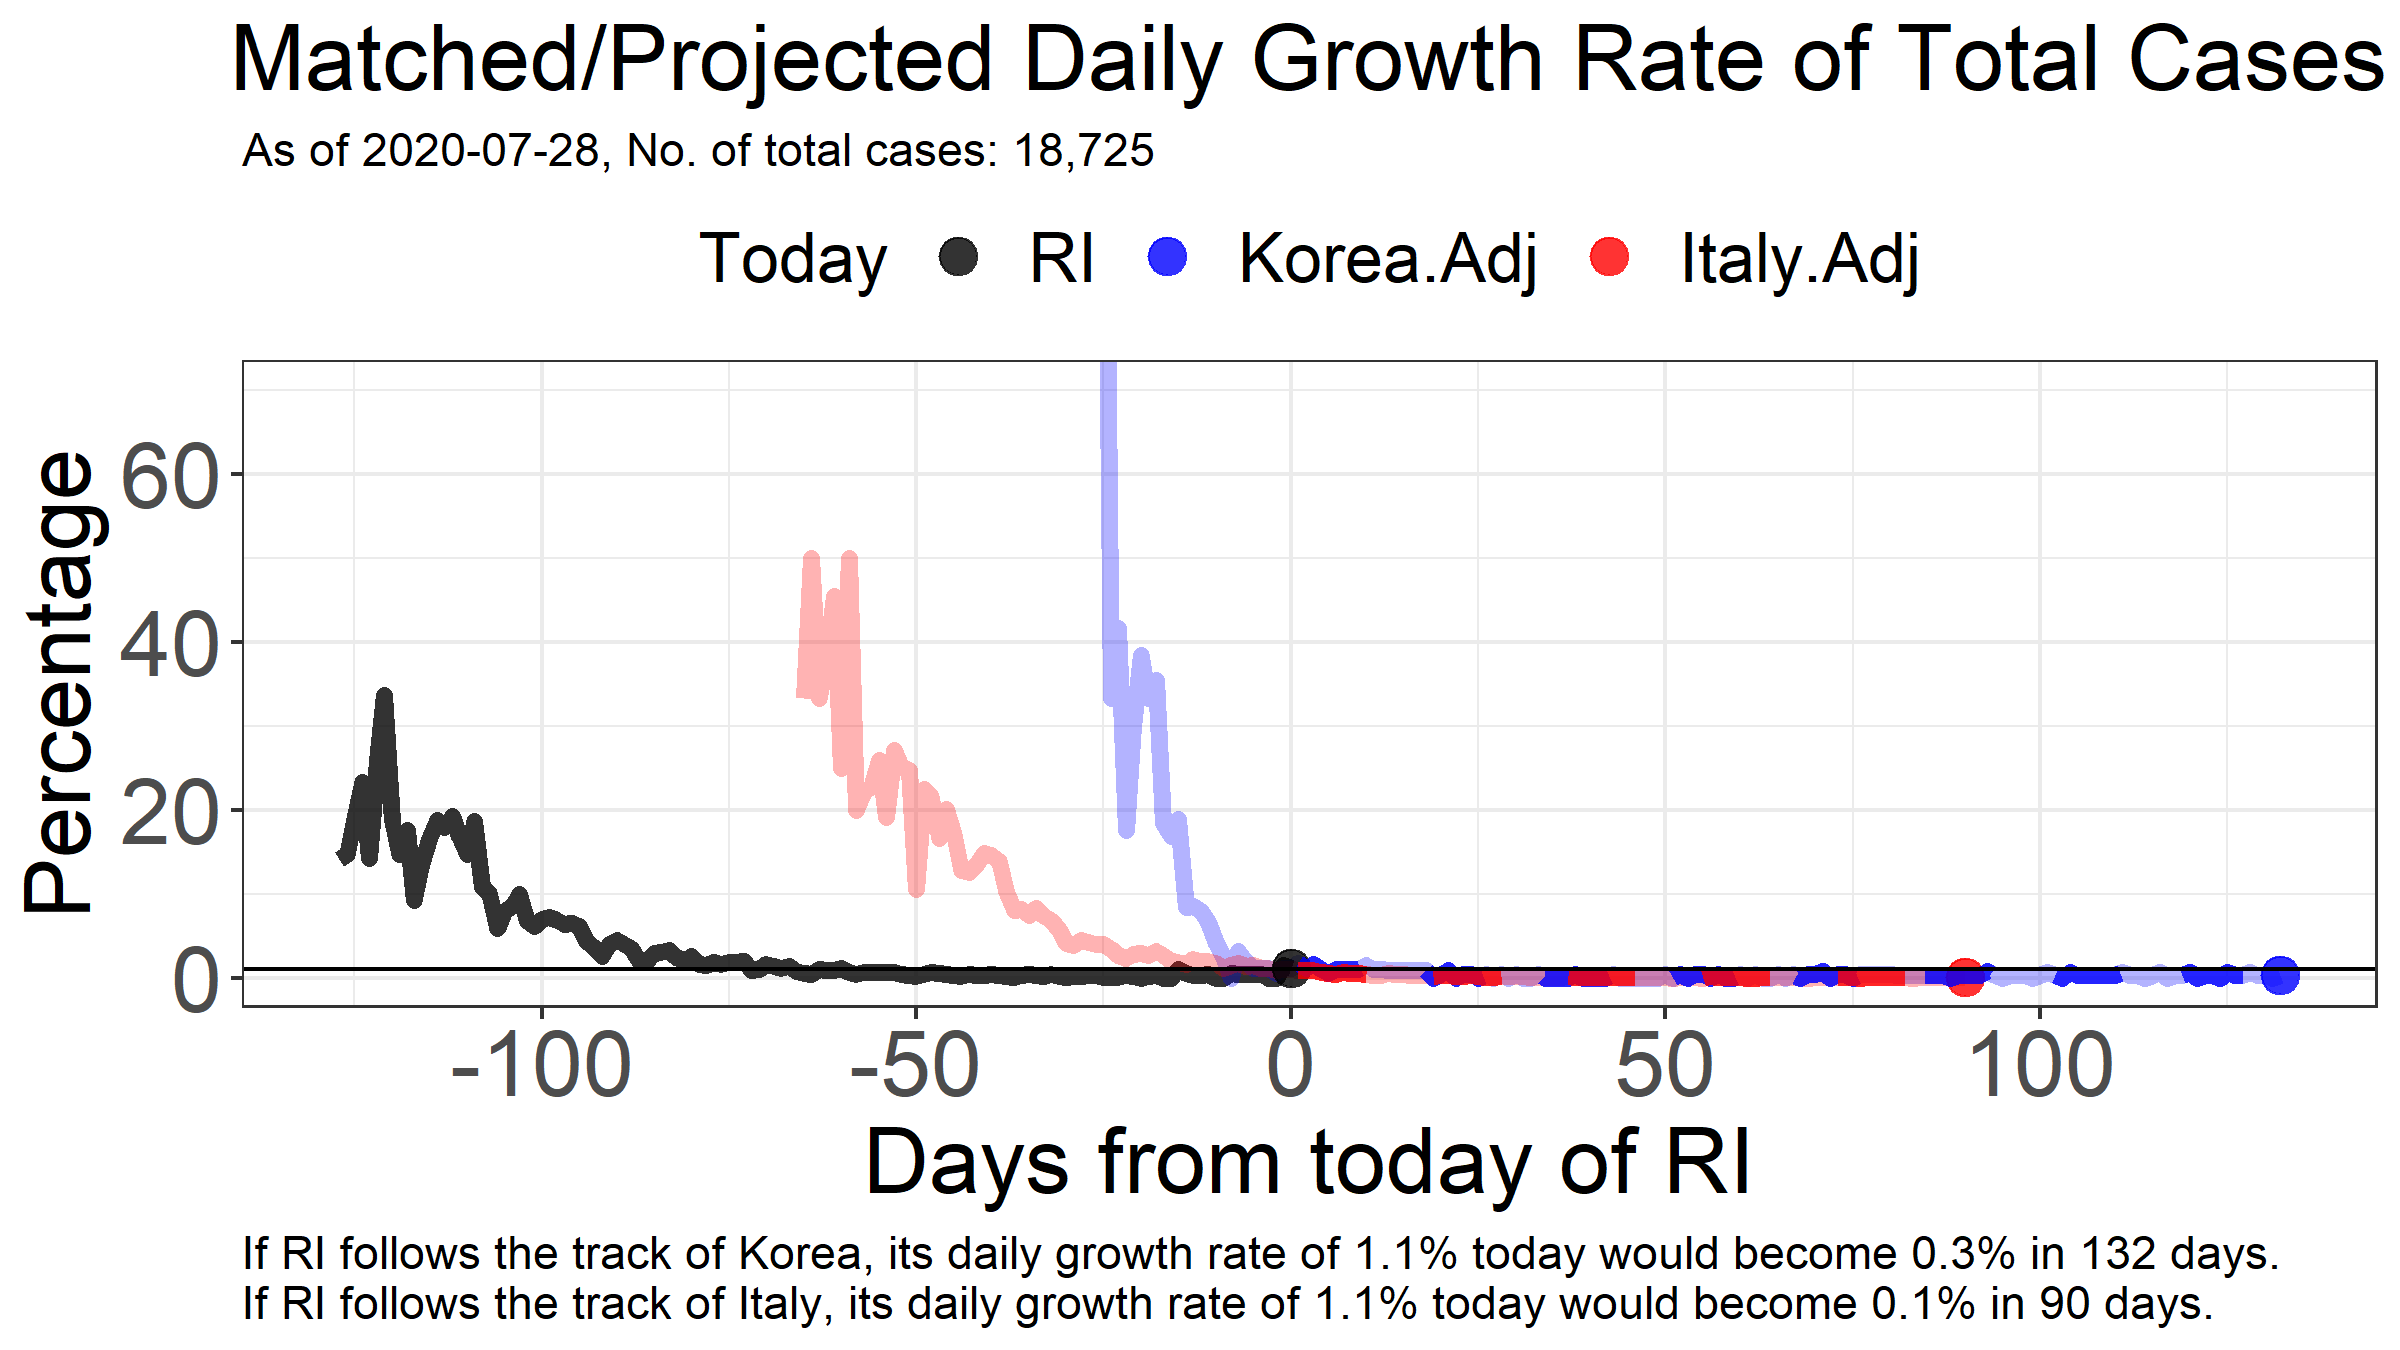 Matched/Projected Daily Growth Rate of Total Cases
As of 2020-07-28, No. of total cases: 18,725
Today RI Korea.Adj Italy.Adj
Percentage
60
40
20
0
-100 -50 0 50 100
Days from today of RI
If RI follows the track of Korea, its daily growth rate of 1.1% today would become 0.3% in 132 days.
If RI follows the track of Italy, its daily growth rate of 1.1% today would become 0.1% in 90 days.